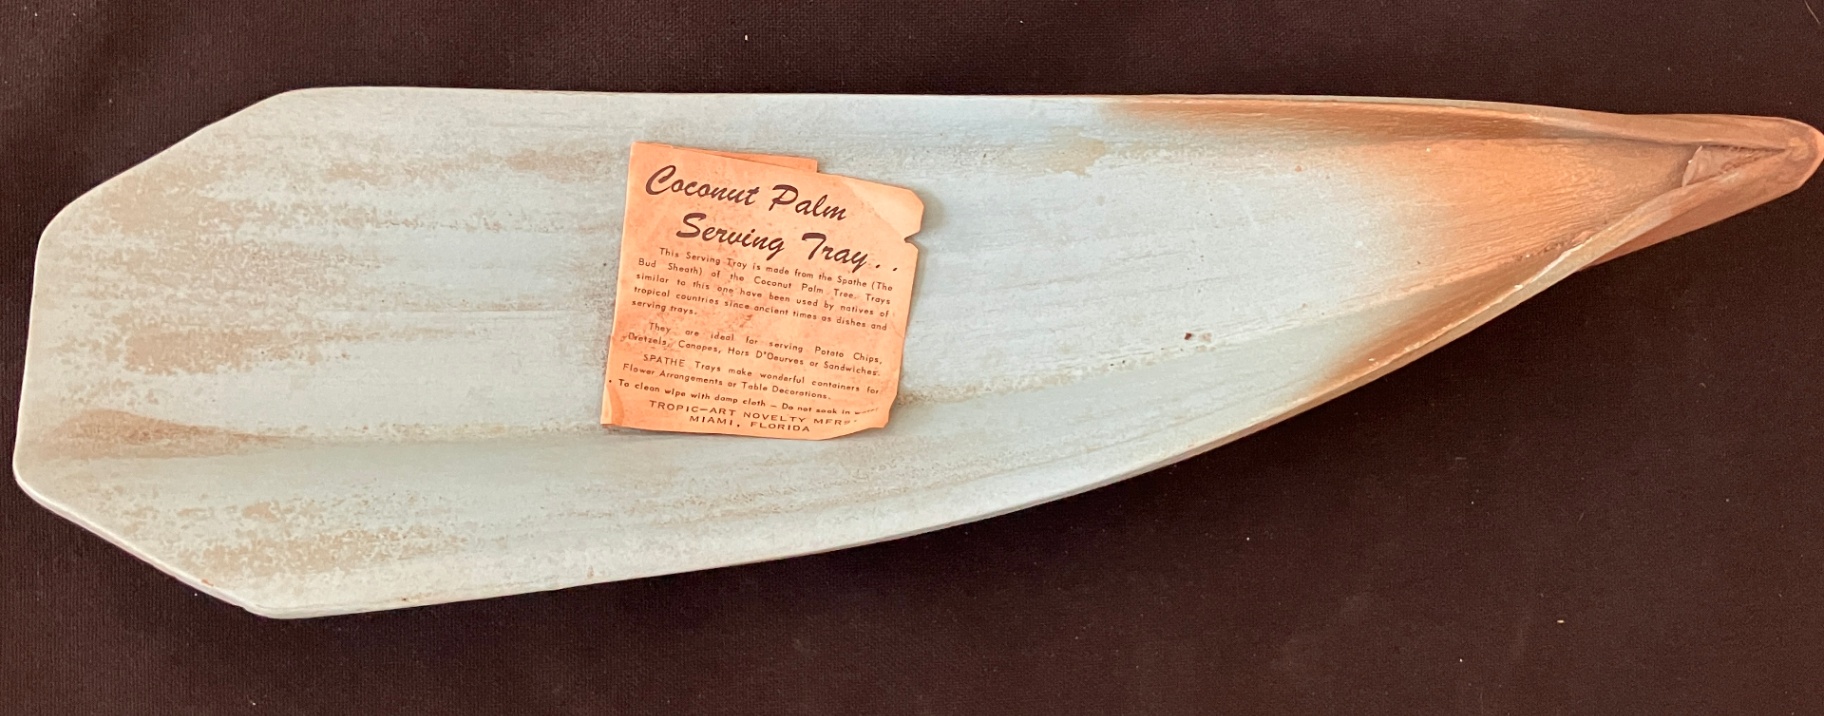 Coconut Palm
Serving Tray..
This Serving Tray is made from the Spathe (The
Bud Sheath) of the Coconut Palm Tree. Trays
similar to this one have been used by natives of
tropical countries since ancient times as dishes and
serving trays.
They are ideal for serving Potato Chips,
Pretzels, Canapes, Hors D'Oeurves or Sandwiches.
SPATHE Trays make wonderful containers for
Flower Arrangements or Table Decorations.
To clean wipe with damp cloth — Do not soak in water
TROPIC-ART NOVELTY MFRS.
MIAMI, FLORIDA